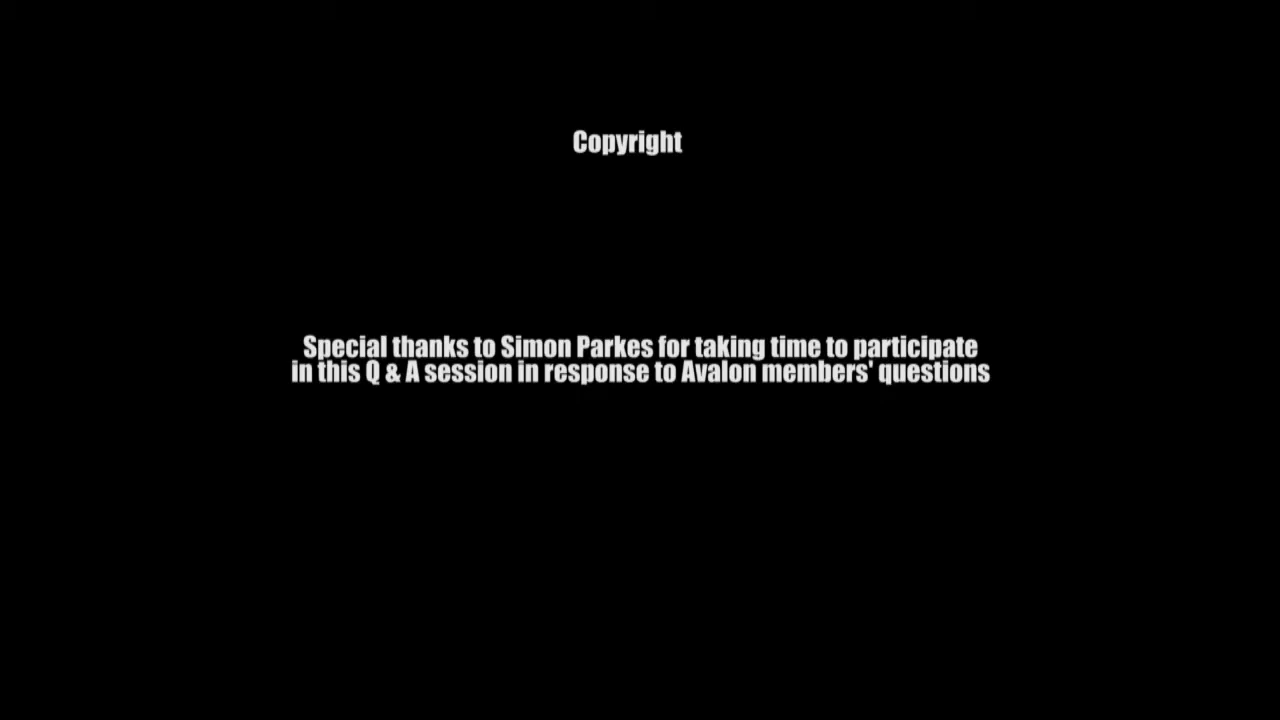 Copyright
Special thanks to Simon Parkes for taking time to participate
in this Q & A session in response to Avalon members' questions